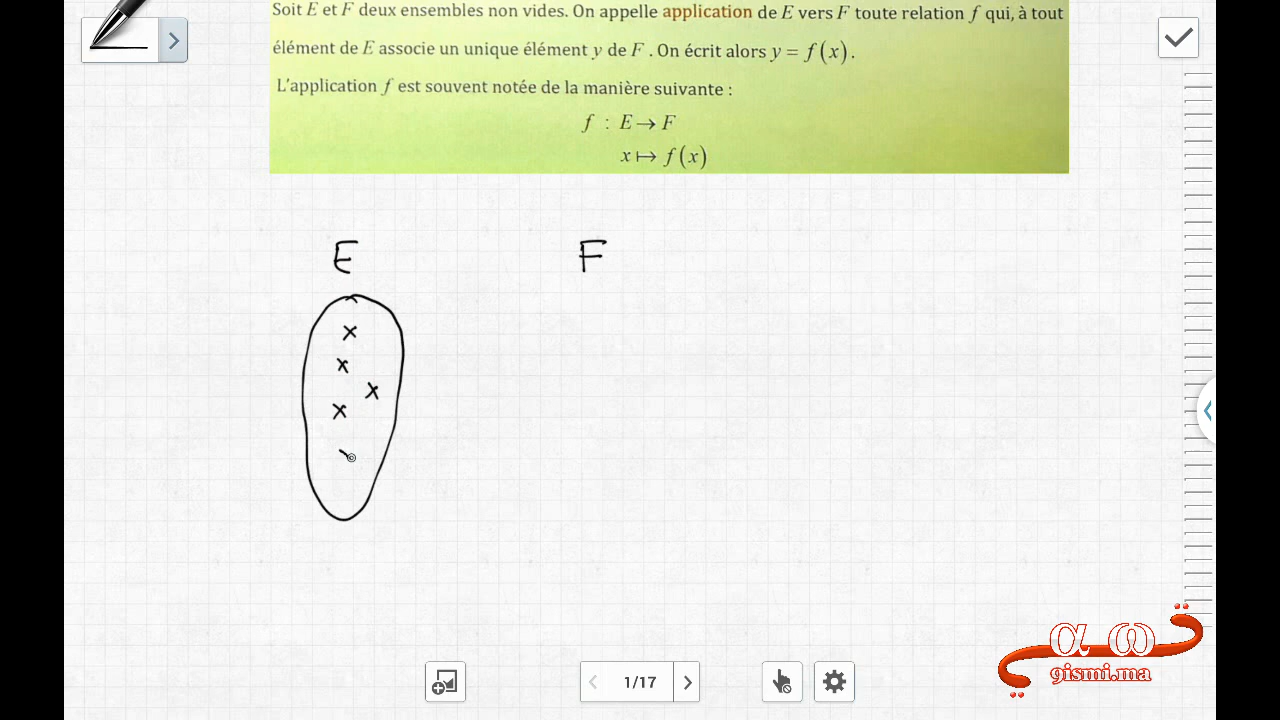 Soit E et F deux ensembles non vides. On appelle application de E vers F toute relation f qui, à tout
élément de E associe un unique élément y de F . On écrit alors y = f(x).
L'application f est souvent notée de la manière suivante :
f : E → F
x ↦ f(x)
E F
1/17
α ω
gismi.ma